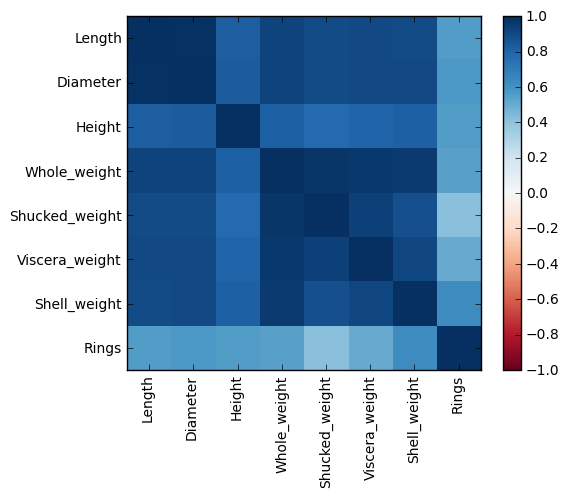 Length
Diameter
Height
Whole_weight
Shucked_weight
Viscera_weight
Shell_weight
Rings
Length
Diameter
Height
Whole_weight
Shucked_weight
Viscera_weight
Shell_weight
Rings
1.0
0.8
0.6
0.4
0.2
0.0
−0.2
−0.4
−0.6
−0.8
−1.0